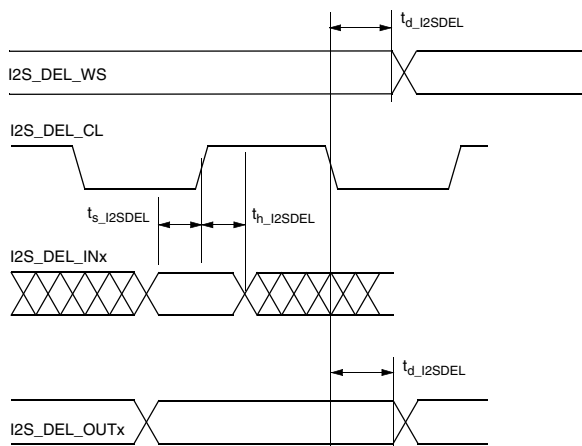 t_d_I2SDEL
I2S_DEL_WS
I2S_DEL_CL
t_s_I2SDEL t_h_I2SDEL
I2S_DEL_INx
t_d_I2SDEL
I2S_DEL_OUTx